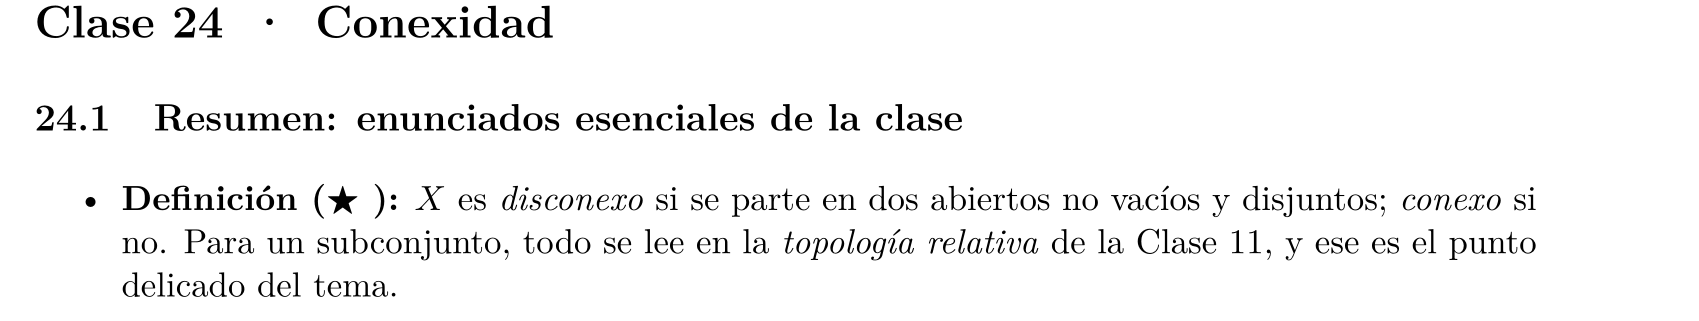 Clase 24 · Conexidad
24.1 Resumen: enunciados esenciales de la clase
• Definición (★ ): X es disconexo si se parte en dos abiertos no vacíos y disjuntos; conexo si
no. Para un subconjunto, todo se lee en la topología relativa de la Clase 11, y ese es el punto
delicado del tema.